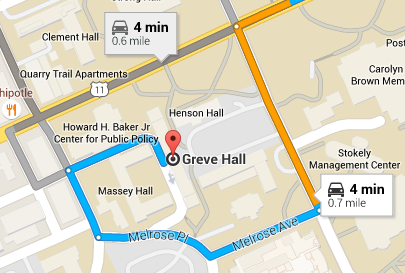 Clement Hall
4 min
0.6 mile
Quarry Trail Apartments
Post
Carolyn
Brown Mem
11
Henson Hall
Howard H. Baker Jr
Center for Public Policy
Greve Hall
Stokely
Management Center
Massey Hall
4 min
0.7 mile
Melrose Pl
Melrose Ave